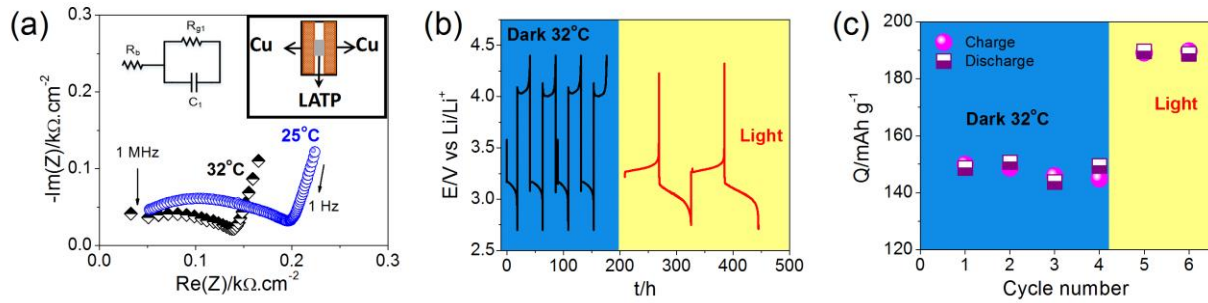 (a)
R_b
R_g1
C_1
Cu
Cu
LATP
25°C
32°C
1 MHz
1 Hz
-Im(Z)/kΩ.cm⁻²
0.3
0.2
0.1
0.0
0.0 0.1 0.2 0.3
Re(Z)/kΩ.cm⁻²
(b)
Dark 32°C
Light
E/V vs Li/Li⁺
4.5
4.0
3.5
3.0
2.5
0 100 200 300 400 500
t/h
(c)
Charge
Discharge
Dark 32°C
Light
Q/mAh g⁻¹
200
180
160
140
120
1 2 3 4 5 6
Cycle number